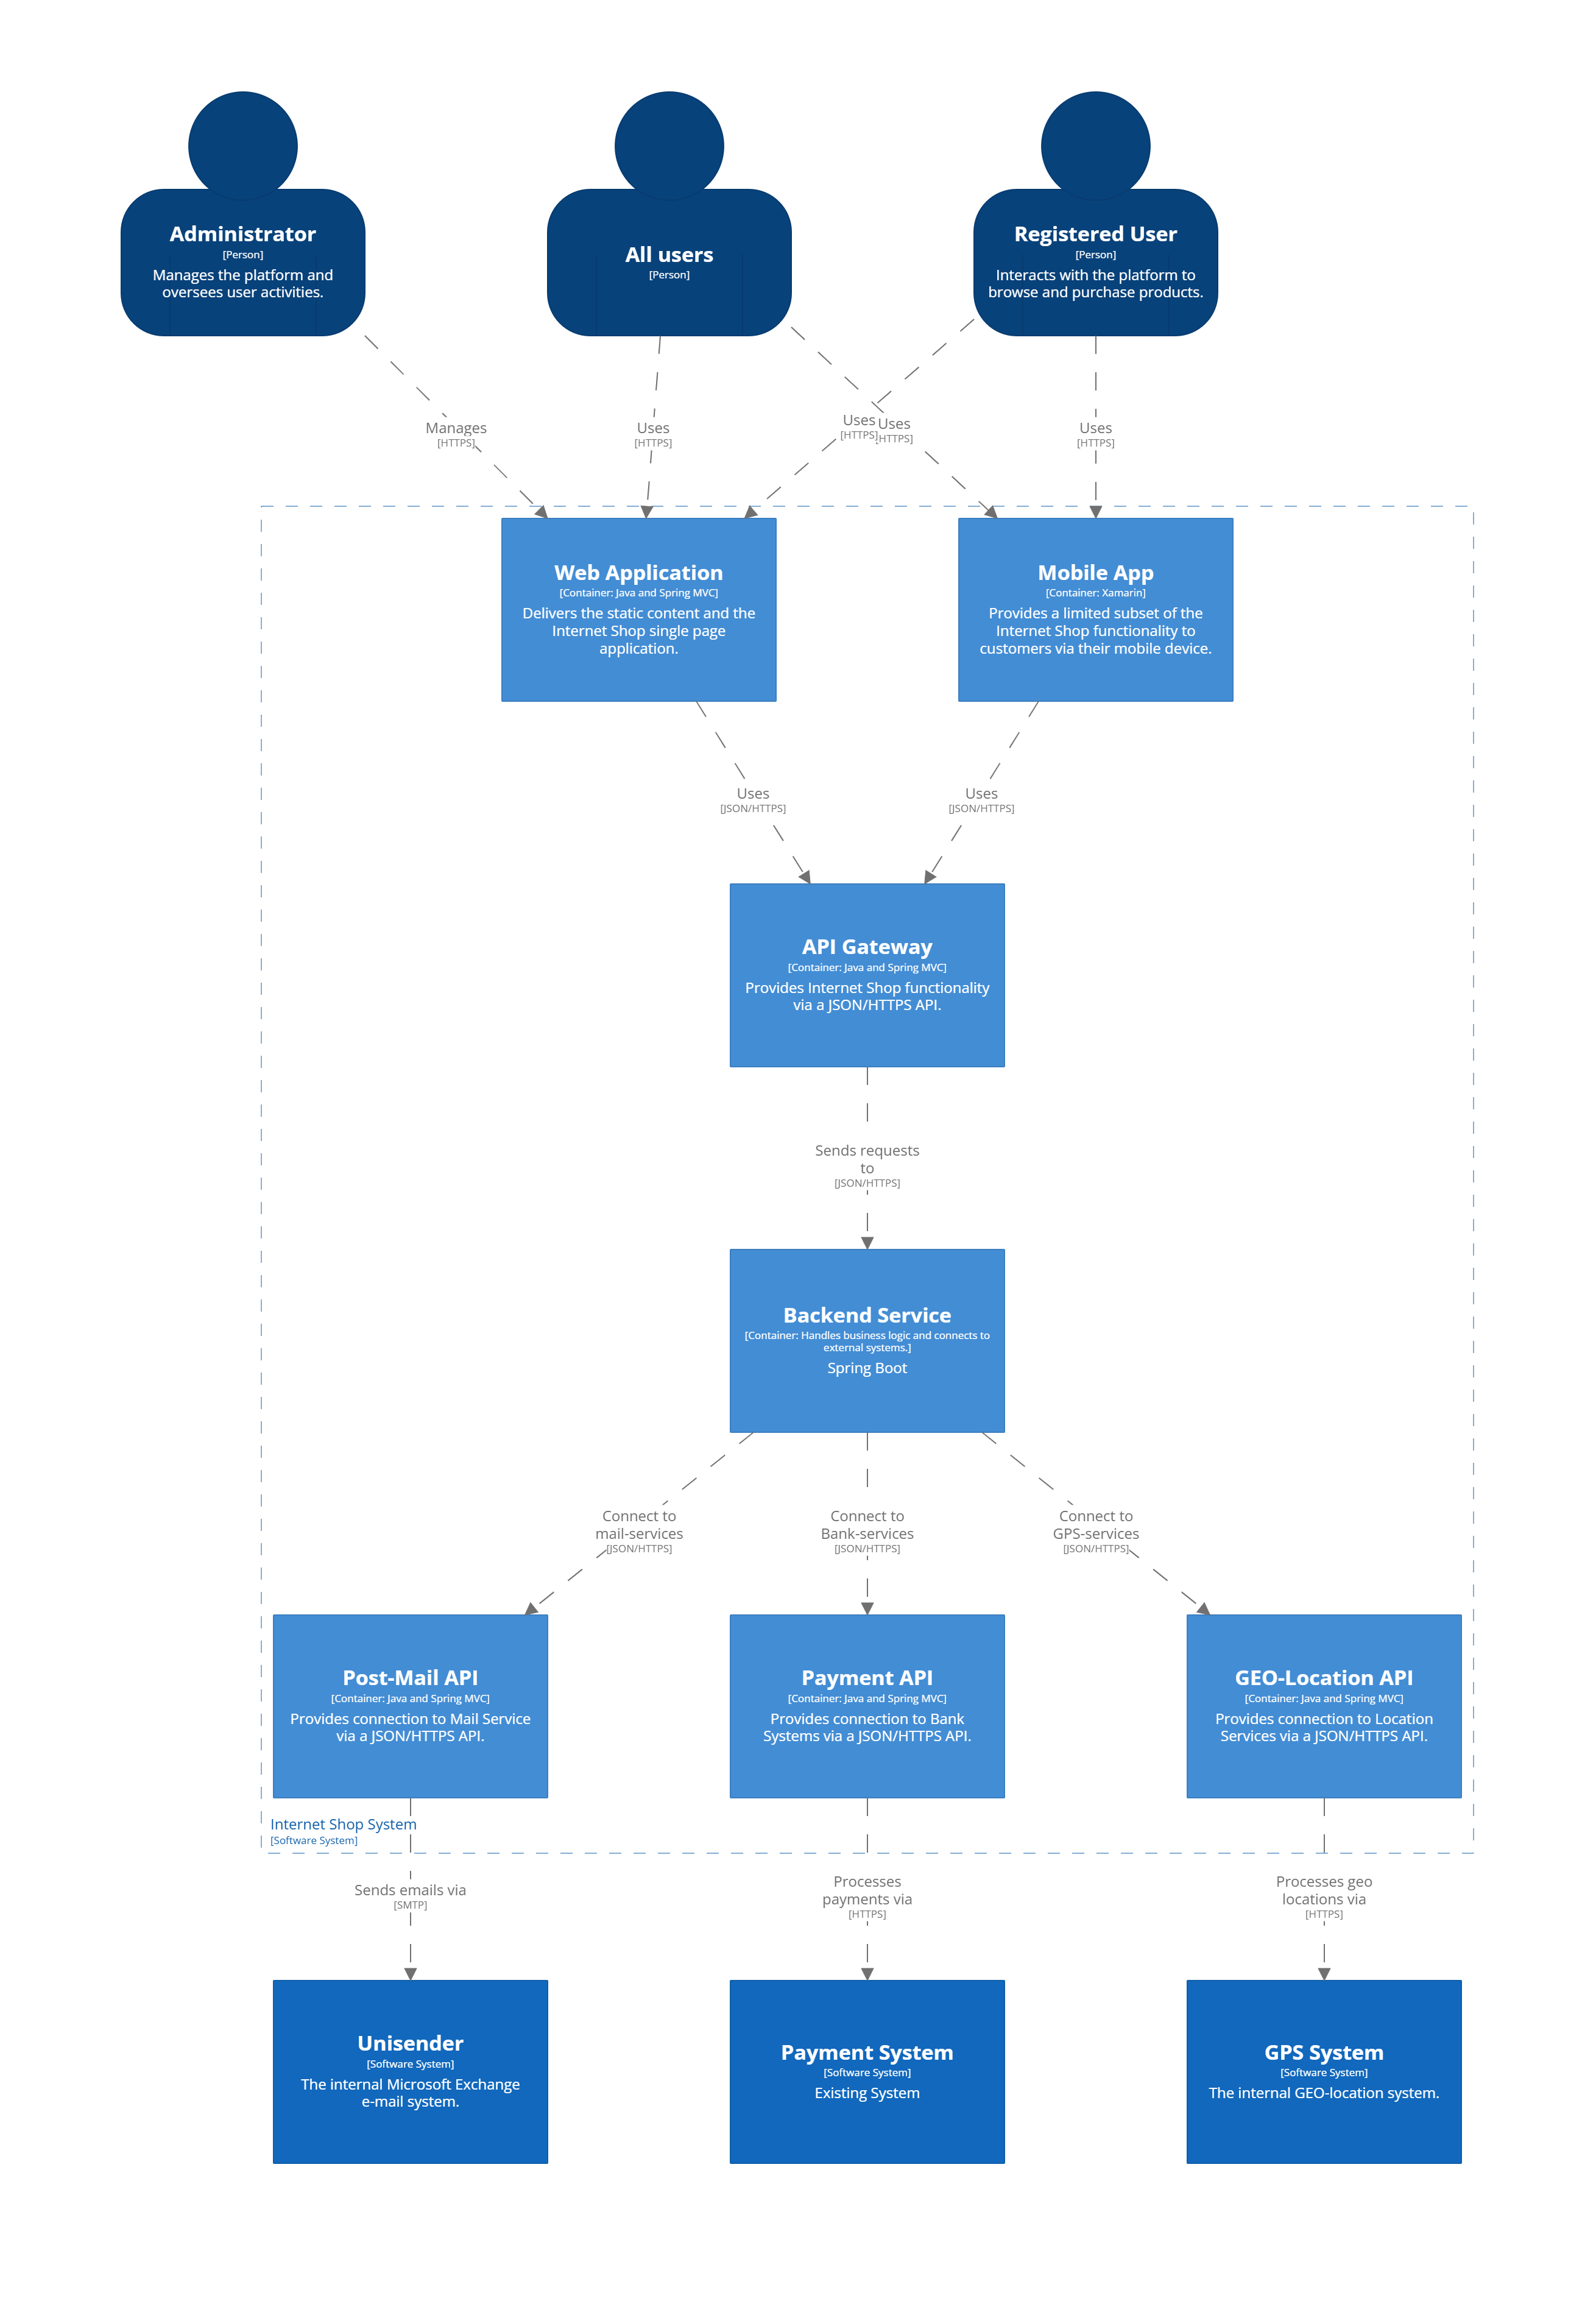 Administrator
[Person]
Manages the platform and
oversees user activities.
All users
[Person]
Registered User
[Person]
Interacts with the platform to
browse and purchase products.
Manages
[HTTPS]
Uses
[HTTPS]
Uses
[HTTPS]
Uses
[HTTPS]
Uses
[HTTPS]
Web Application
[Container: Java and Spring MVC]
Delivers the static content and the
Internet Shop single page
application.
Mobile App
[Container: Xamarin]
Provides a limited subset of the
Internet Shop functionality to
customers via their mobile device.
Uses
[JSON/HTTPS]
Uses
[JSON/HTTPS]
API Gateway
[Container: Java and Spring MVC]
Provides Internet Shop functionality
via a JSON/HTTPS API.
Sends requests
to
[JSON/HTTPS]
Backend Service
[Container: Handles business logic and connects to
external systems.]
Spring Boot
Connect to
mail-services
[JSON/HTTPS]
Connect to
Bank-services
[JSON/HTTPS]
Connect to
GPS-services
[JSON/HTTPS]
Post-Mail API
[Container: Java and Spring MVC]
Provides connection to Mail Service
via a JSON/HTTPS API.
Payment API
[Container: Java and Spring MVC]
Provides connection to Bank
Systems via a JSON/HTTPS API.
GEO-Location API
[Container: Java and Spring MVC]
Provides connection to Location
Services via a JSON/HTTPS API.
Internet Shop System
[Software System]
Sends emails via
[SMTP]
Processes
payments via
[HTTPS]
Processes geo
locations via
[HTTPS]
Unisender
[Software System]
The internal Microsoft Exchange
e-mail system.
Payment System
[Software System]
Existing System
GPS System
[Software System]
The internal GEO-location system.